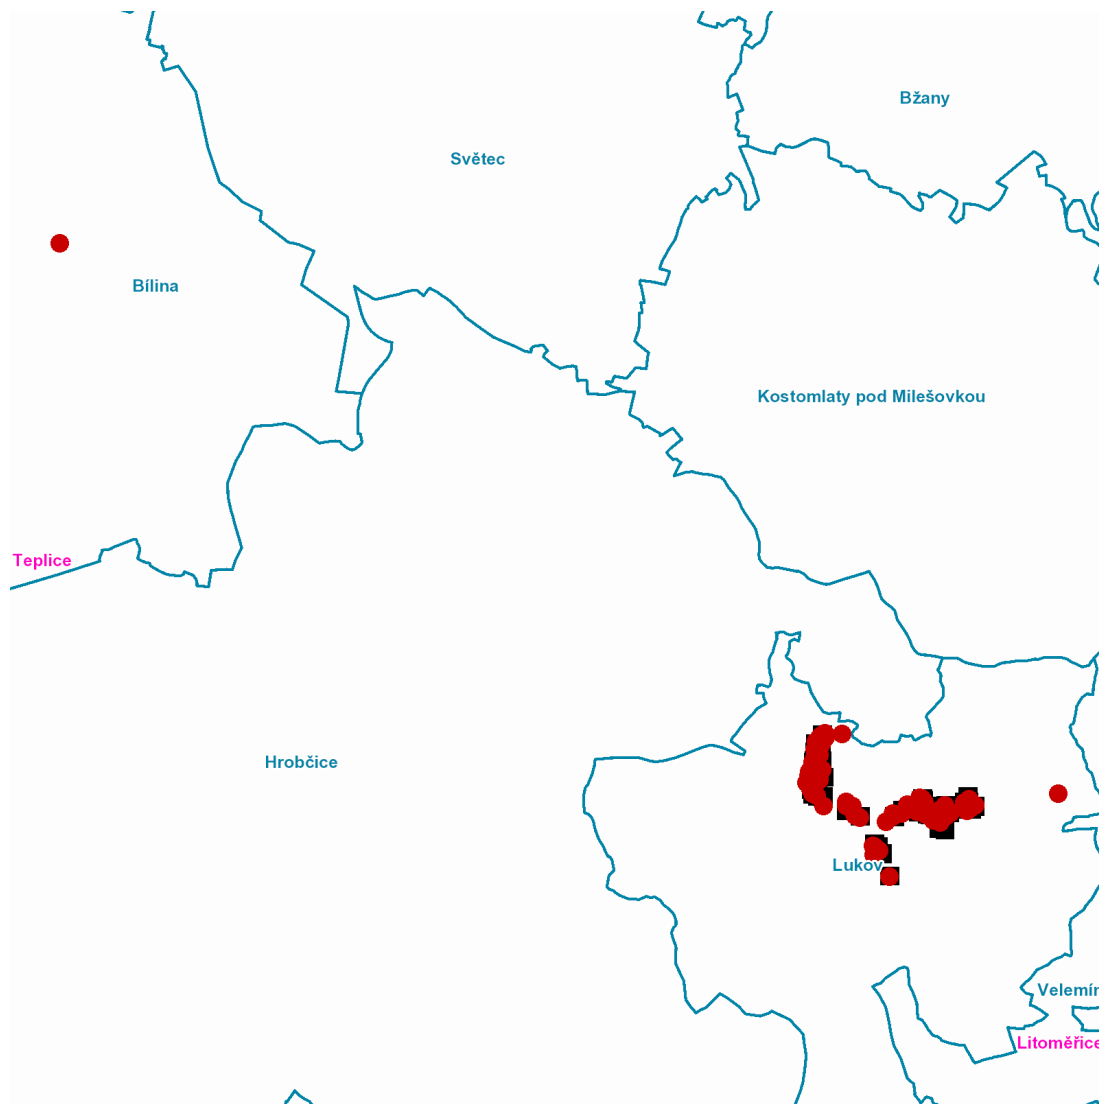 Bžany
Světec
Bílina
Kostomlaty pod Milešovkou
Teplice
Hrobčice
Lukov
Velemín
Litoměřice